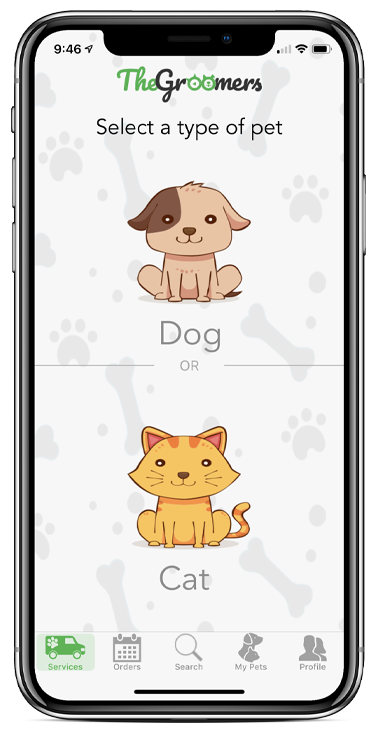 9:46
TheGroomers
Select a type of pet
Dog
OR
Cat
Services
Orders
Search
My Pets
Profile